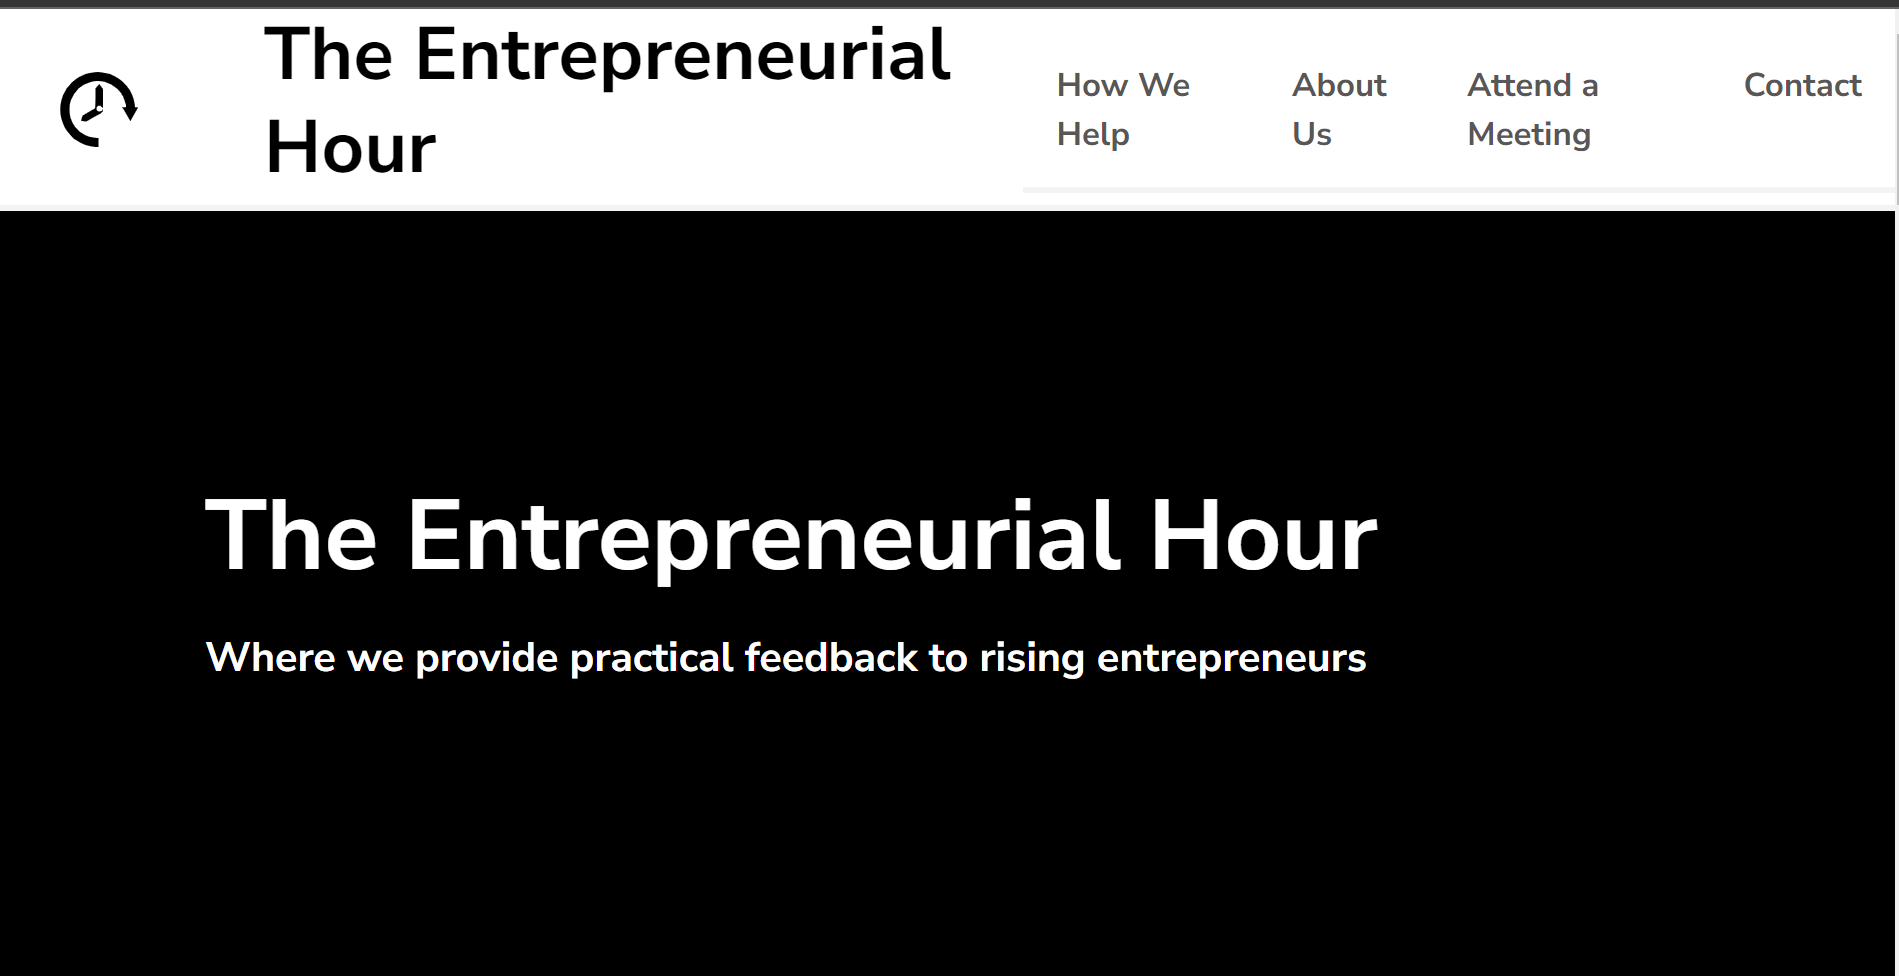 The Entrepreneurial
Hour
How We
Help
About
Us
Attend a
Meeting
Contact
The Entrepreneurial Hour
Where we provide practical feedback to rising entrepreneurs